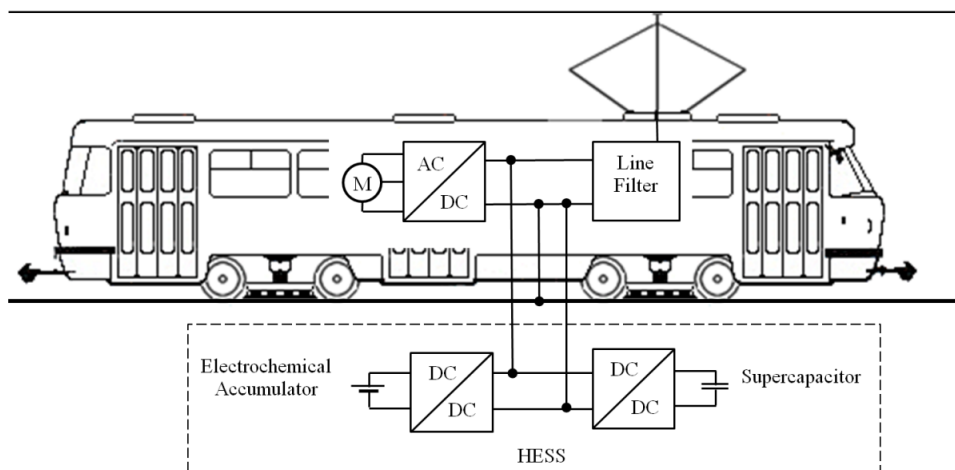 AC
M
DC
Line
Filter
Electrochemical
Accumulator
DC
DC
DC
DC
Supercapacitor
HESS